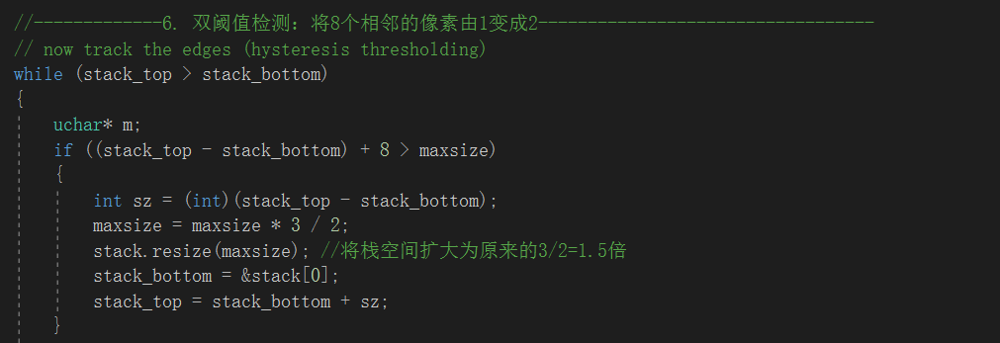 //-------------6. 双阈值检测：将8个相邻的像素由1变成2----------------------------------
// now track the edges (hysteresis thresholding)
while (stack_top > stack_bottom)
{
uchar* m;
if ((stack_top - stack_bottom) + 8 > maxsize)
{
int sz = (int)(stack_top - stack_bottom);
maxsize = maxsize * 3 / 2;
stack.resize(maxsize); //将栈空间扩大为原来的3/2=1.5倍
stack_bottom = &stack[0];
stack_top = stack_bottom + sz;
}